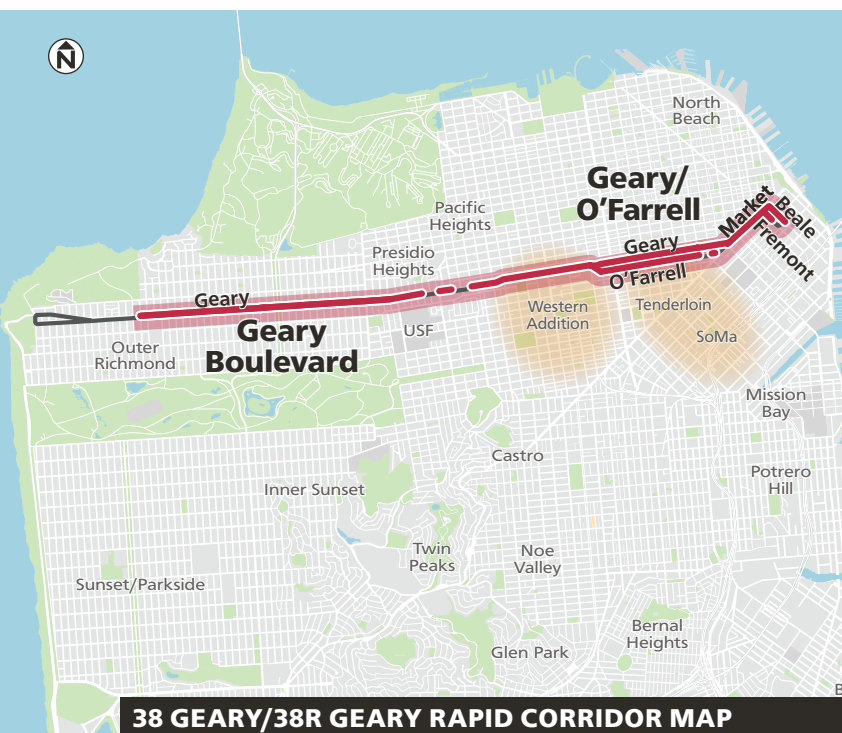 N
North
Beach
Geary/
O'Farrell
Pacific
Heights
Market
Beale
Geary
Fremont
Presidio
Heights
O'Farrell
Geary
Western
Addition
Tenderloin
Geary
Boulevard
USF
SoMa
Outer
Richmond
Mission
Bay
Castro
Potrero
Hill
Inner Sunset
Twin
Peaks
Noe
Valley
Sunset/Parkside
Bernal
Heights
Glen Park
B
38 GEARY/38R GEARY RAPID CORRIDOR MAP